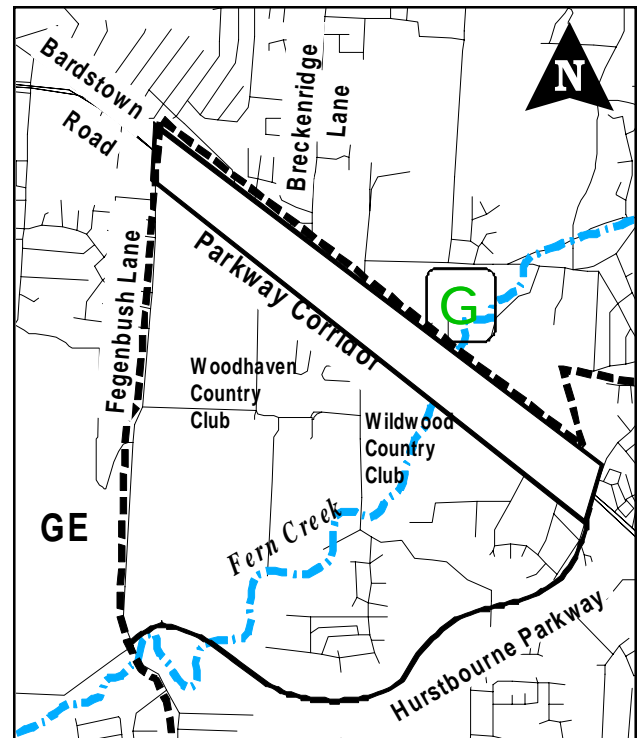 Bardstown
Road
Breckenridge
Lane
N
Fegenbush Lane
Parkway Corridor
G
Woodhaven
Country
Club
Wildwood
Country
Club
GE
Fern Creek
Hurstbourne Parkway